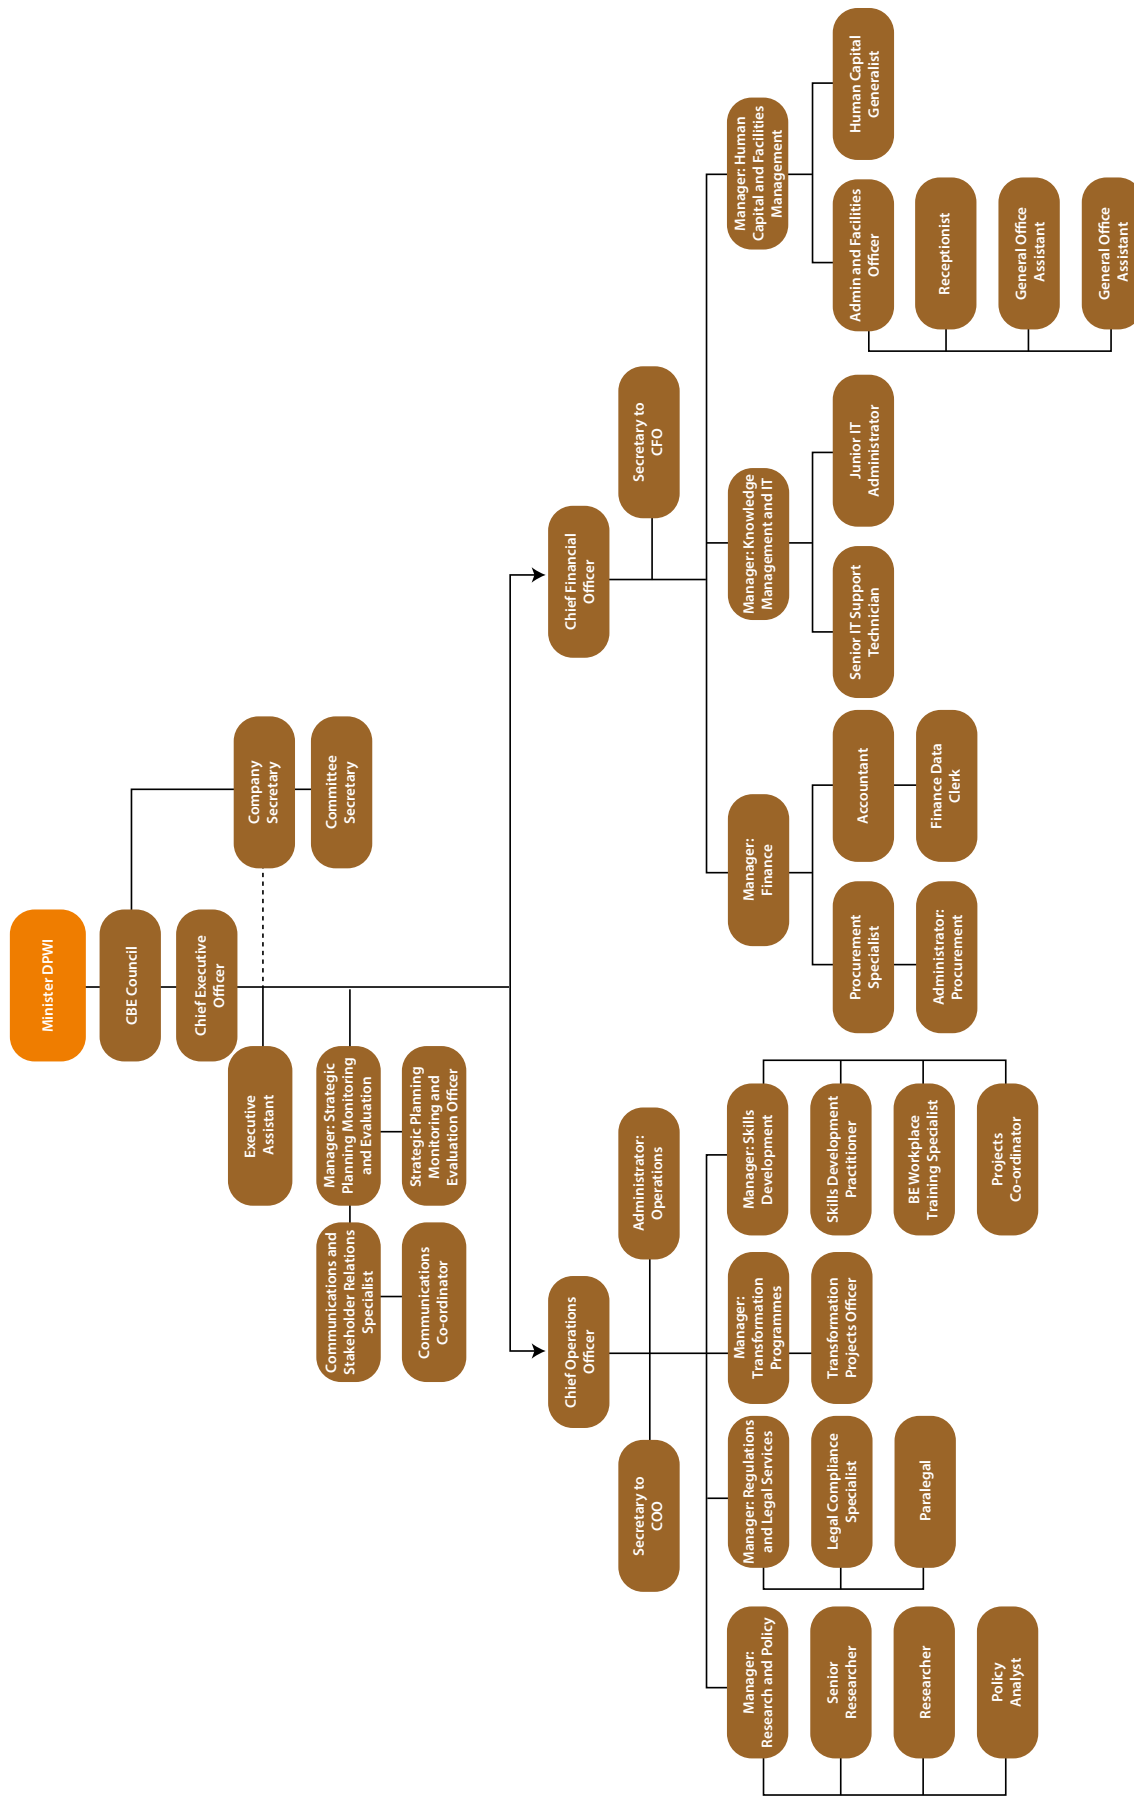 Minister DPWI
CBE Council
Chief Executive
Officer
Company
Secretary
Committee
Secretary
Executive
Assistant
Manager: Strategic
Planning Monitoring
and Evaluation
Strategic Planning
Monitoring and
Evaluation Officer
Communications and
Stakeholder Relations
Specialist
Communications
Co-ordinator
Chief Operations
Officer
Secretary to
COO
Administrator:
Operations
Manager:
Research and Policy
Senior
Researcher
Researcher
Policy
Analyst
Manager: Regulations
and Legal Services
Legal Compliance
Specialist
Paralegal
Manager:
Transformation
Programmes
Transformation
Projects Officer
Manager: Skills
Development
Skills Development
Practitioner
BE Workplace
Training Specialist
Projects
Co-ordinator
Chief Financial
Officer
Secretary to
CFO
Manager:
Finance
Procurement
Specialist
Administrator:
Procurement
Accountant
Finance Data
Clerk
Manager: Knowledge
Management and IT
Senior IT Support
Technician
Junior IT
Administrator
Manager: Human
Capital and Facilities
Management
Admin and Facilities
Officer
Receptionist
General Office
Assistant
General Office
Assistant
Human Capital
Generalist